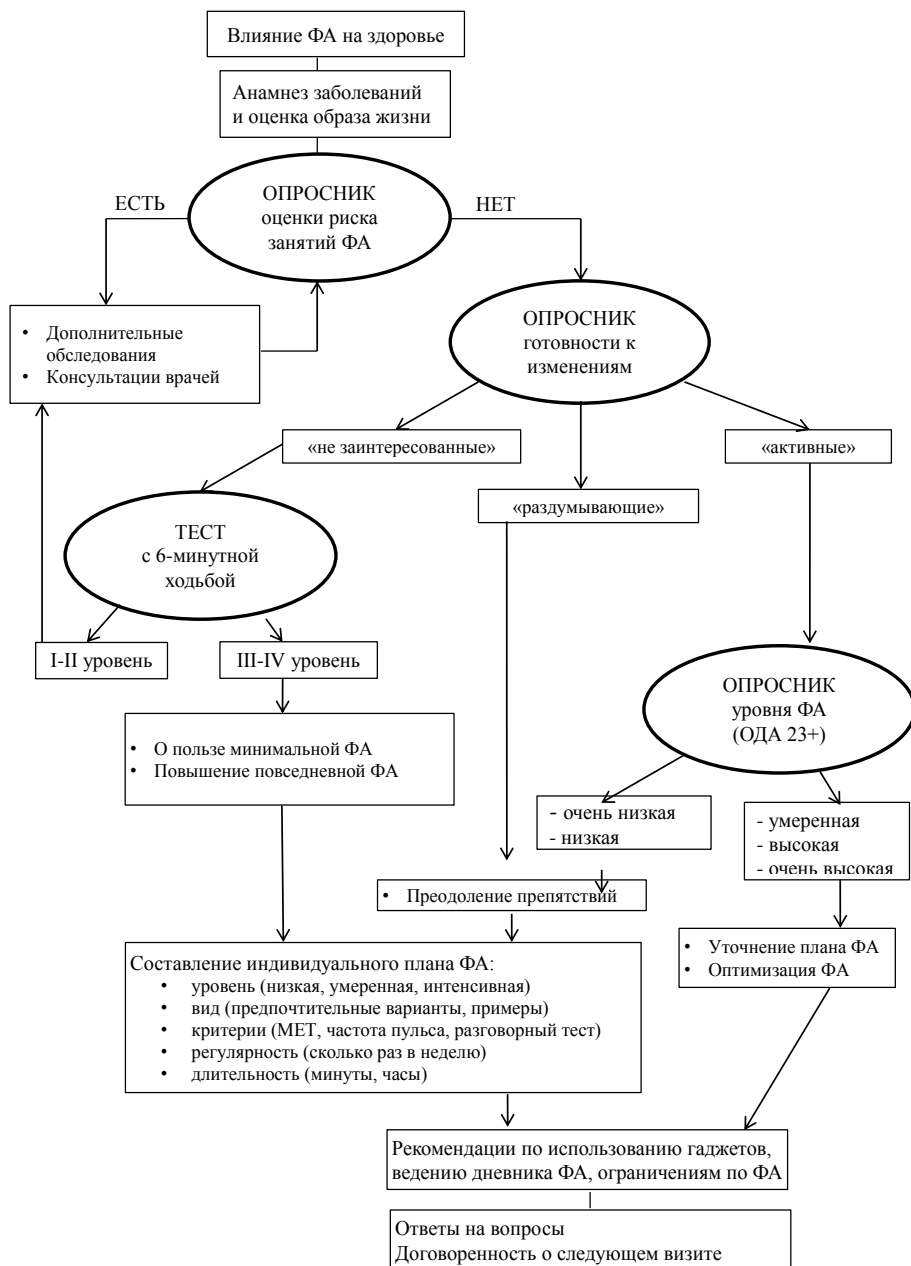 Влияние ФА на здоровье
Анамнез заболеваний
и оценка образа жизни
ОПРОСНИК
оценки риска
занятий ФА
ЕСТЬ
НЕТ
• Дополнительные
обследования
• Консультации врачей
ОПРОСНИК
готовности к
изменениям
«не заинтересованные»
«активные»
«раздумывающие»
ТЕСТ
с 6-минутной
ходьбой
I-II уровень
III-IV уровень
ОПРОСНИК
уровня ФА
(ОДА 23+)
• О пользе минимальной ФА
• Повышение повседневной ФА
- очень низкая
- низкая
- умеренная
- высокая
- очень высокая
• Преодоление препятствий
• Уточнение плана ФА
• Оптимизация ФА
Составление индивидуального плана ФА:
• уровень (низкая, умеренная, интенсивная)
• вид (предпочтительные варианты, примеры)
• критерии (МЕТ, частота пульса, разговорный тест)
• регулярность (сколько раз в неделю)
• длительность (минуты, часы)
Рекомендации по использованию гаджетов,
ведению дневника ФА, ограничениям по ФА
Ответы на вопросы
Договоренность о следующем визите